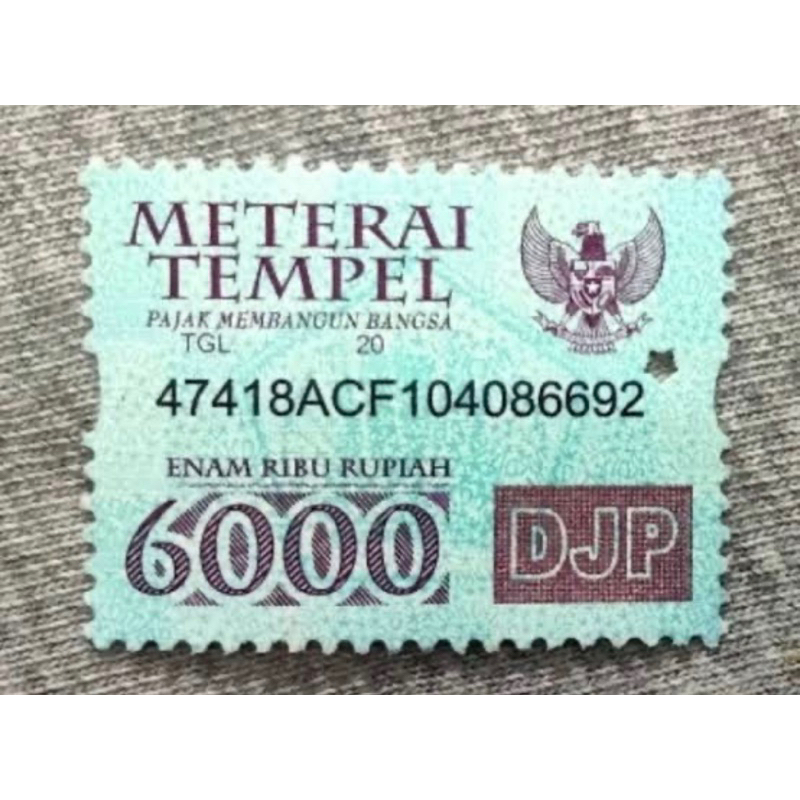 METERAI
TEMPEL
PAJAK MEMBANGUN BANGSA
TGL 20
47418ACF104086692
ENAM RIBU RUPIAH
6000
DJP